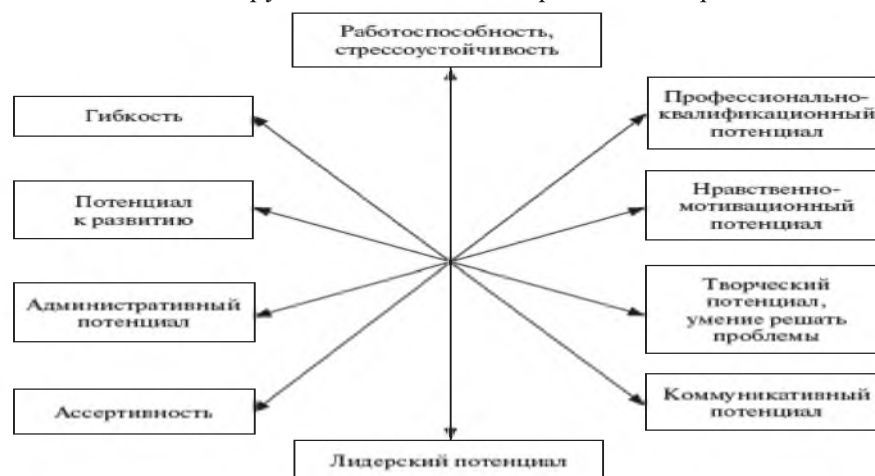 Работоспособность,
стрессоустойчивость
Гибкость
Профессионально-
квалификационный
потенциал
Потенциал
к развитию
Нравственно-
мотивационный
потенциал
Административный
потенциал
Творческий
потенциал,
умение решать
проблемы
Ассертивность
Коммуникативный
потенциал
Лидерский потенциал